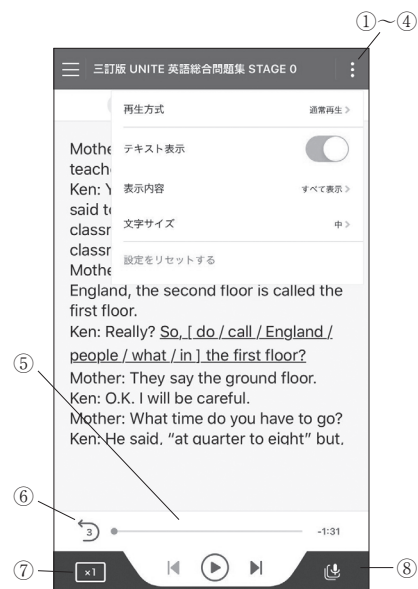 ①～④
三訂版 UNITE 英語総合問題集 STAGE 0
再生方式 通常再生 >
Mothe テキスト表示
teach
Ken: Y 表示内容 すべて表示 >
said to
classr 文字サイズ 中 >
classr
Mothe 設定をリセットする
England, the second floor is called the
first floor.
Ken: Really? So, [ do / call / England /
people / what / in ] the first floor?
⑤
Mother: They say the ground floor.
Ken: O.K. I will be careful.
Mother: What time do you have to go?
Ken: He said, “at quarter to eight” but,
⑥
3 -1:31
⑦ ×1 ⑧